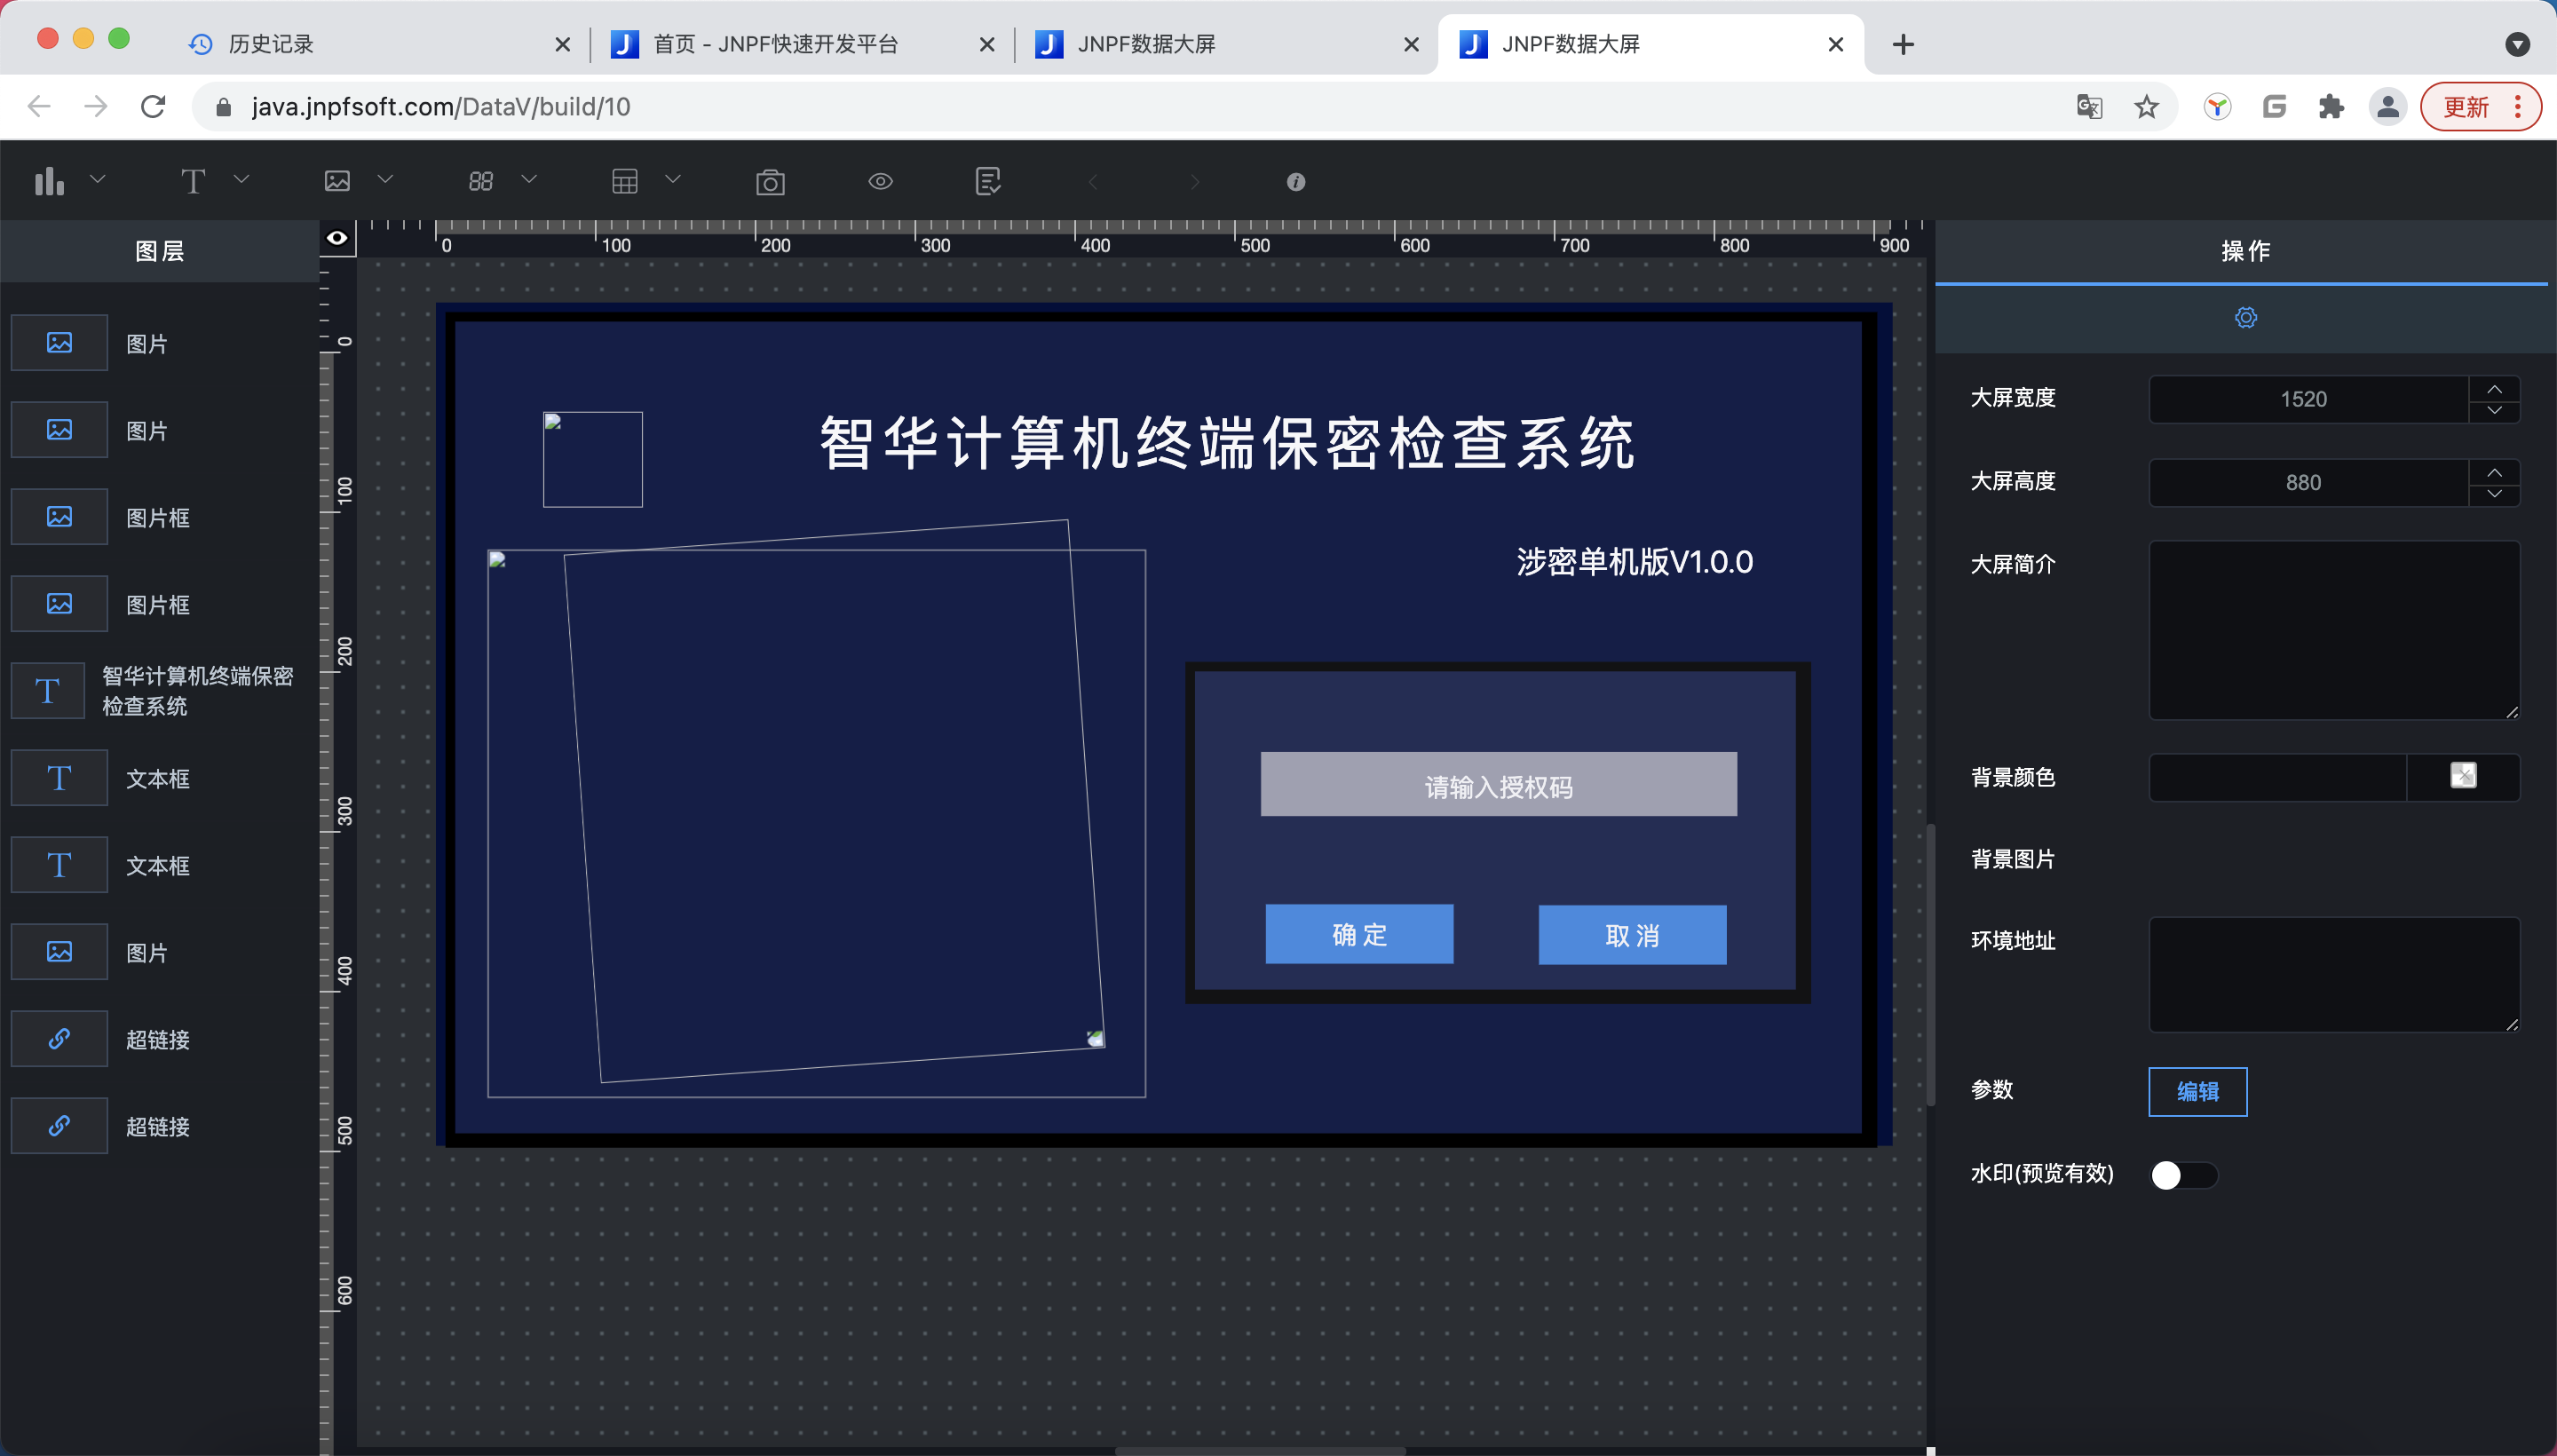 历史记录
首页 - JNPF快速开发平台
JNPF数据大屏
JNPF数据大屏
java.jnpfsoft.com/DataV/build/10
更新
图层
0 100 200 300 400 500 600 700 800 900
操作
图片
图片
图片框
图片框
智华计算机终端保密
检查系统
文本框
文本框
图片
超链接
超链接
0
100
200
300
400
500
600
智华计算机终端保密检查系统
涉密单机版V1.0.0
请输入授权码
确定
取消
大屏宽度
1520
大屏高度
880
大屏简介
背景颜色
背景图片
环境地址
参数
编辑
水印(预览有效)